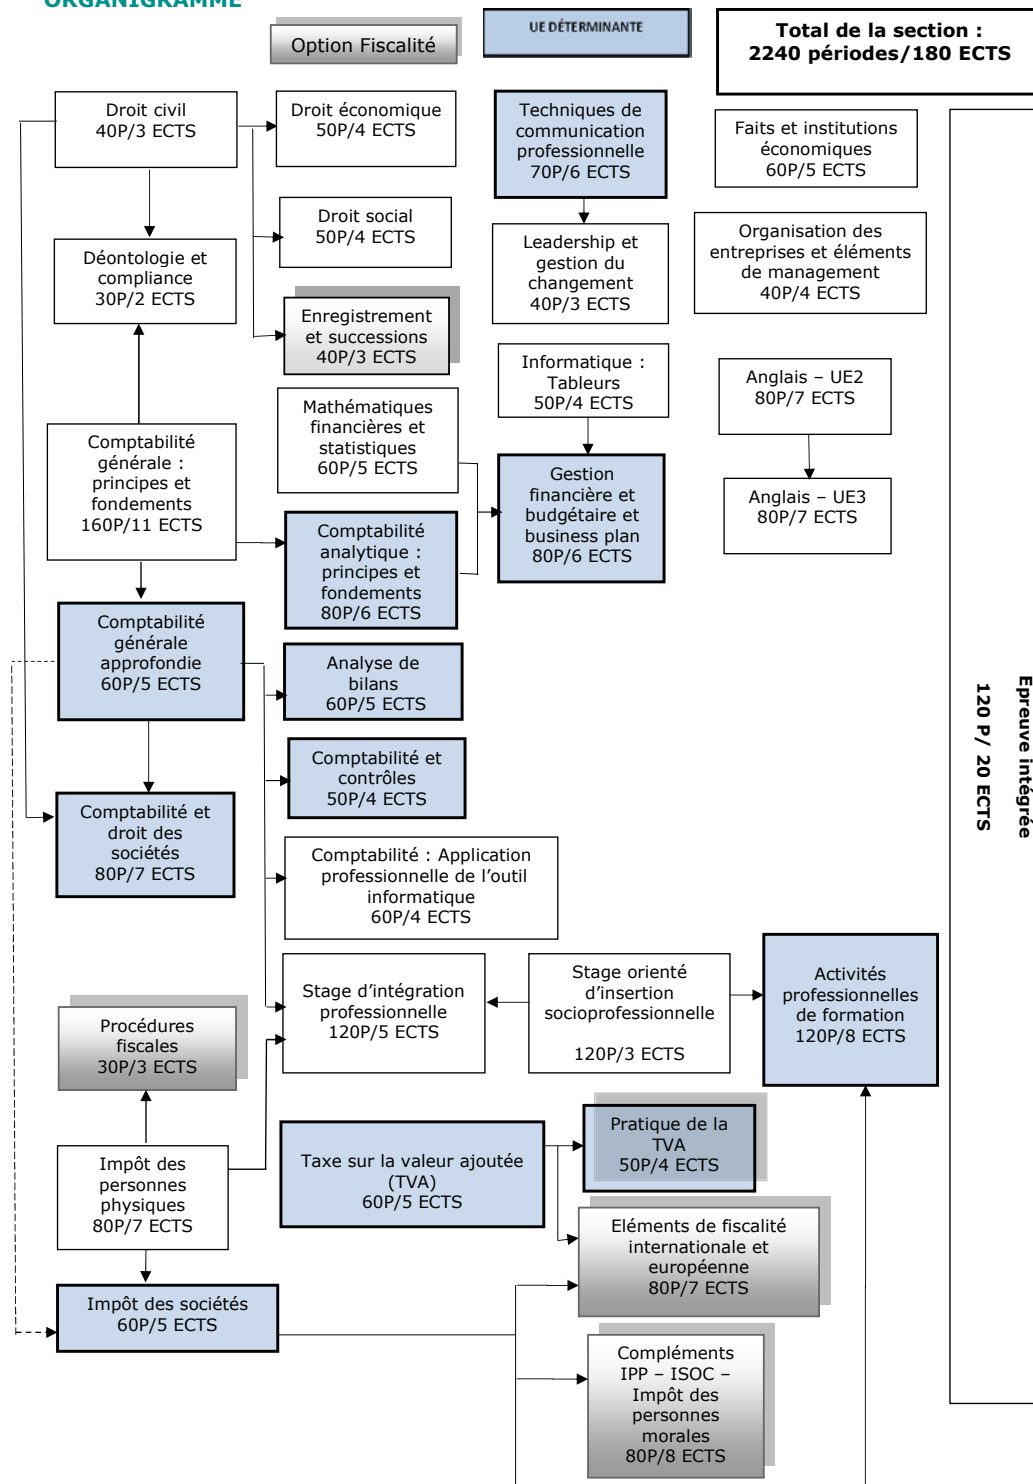 ORGANIGRAMME
Option Fiscalité
UE DÉTERMINANTE
Total de la section :
2240 périodes/180 ECTS
Droit civil
40P/3 ECTS
Droit économique
50P/4 ECTS
Techniques de
communication
professionnelle
70P/6 ECTS
Faits et institutions
économiques
60P/5 ECTS
Droit social
50P/4 ECTS
Déontologie et
compliance
30P/2 ECTS
Leadership et
gestion du
changement
40P/3 ECTS
Organisation des
entreprises et éléments
de management
40P/4 ECTS
Enregistrement
et successions
40P/3 ECTS
Informatique :
Tableurs
50P/4 ECTS
Anglais – UE2
80P/7 ECTS
Mathématiques
financières et
statistiques
60P/5 ECTS
Comptabilité
générale :
principes et
fondements
160P/11 ECTS
Gestion
financière et
budgétaire et
business plan
80P/6 ECTS
Anglais – UE3
80P/7 ECTS
Comptabilité
analytique :
principes et
fondements
80P/6 ECTS
Comptabilité
générale
approfondie
60P/5 ECTS
Analyse de
bilans
60P/5 ECTS
Comptabilité et
contrôles
50P/4 ECTS
Comptabilité et
droit des
sociétés
80P/7 ECTS
Comptabilité : Application
professionnelle de l'outil
informatique
60P/4 ECTS
Epreuve intégrée
120 P/ 20 ECTS
Stage d'intégration
professionnelle
120P/5 ECTS
Stage orienté
d'insertion
socioprofessionnelle
120P/3 ECTS
Activités
professionnelles
de formation
120P/8 ECTS
Procédures
fiscales
30P/3 ECTS
Impôt des
personnes
physiques
80P/7 ECTS
Taxe sur la valeur ajoutée
(TVA)
60P/5 ECTS
Pratique de la
TVA
50P/4 ECTS
Eléments de fiscalité
internationale et
européenne
80P/7 ECTS
Impôt des sociétés
60P/5 ECTS
Compléments
IPP – ISOC –
Impôt des
personnes
morales
80P/8 ECTS